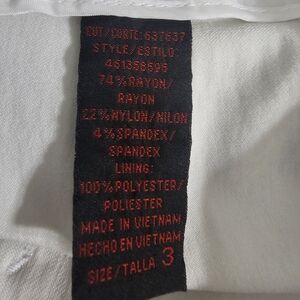 CUT/CORTE: 637637
STYLE/ESTILO:
461358595
74%RAYON/
RAYON
22%NYLON/NILON
4%SPANDEX/
SPANDEX
LINING:
100%POLYESTER/
POLIESTER
MADE IN VIETNAM
HECHO EN VIETNAM
SIZE/TALLA 3